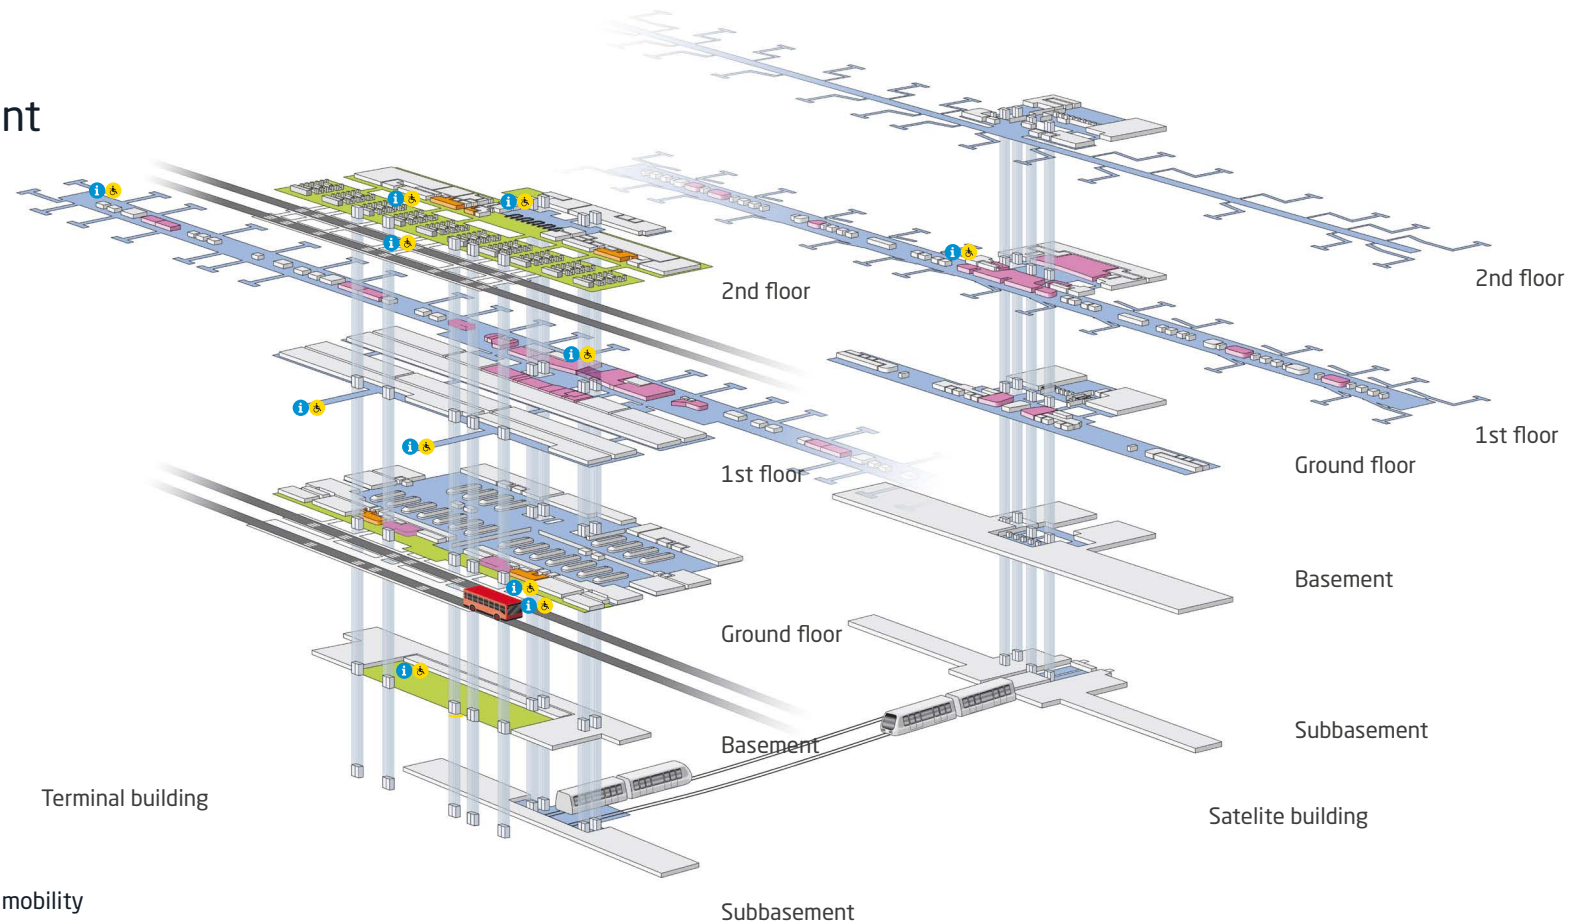 nt
2nd floor
2nd floor
1st floor
1st floor
Ground floor
Basement
Ground floor
Subbasement
Basement
Terminal building
Satelite building
mobility
Subbasement